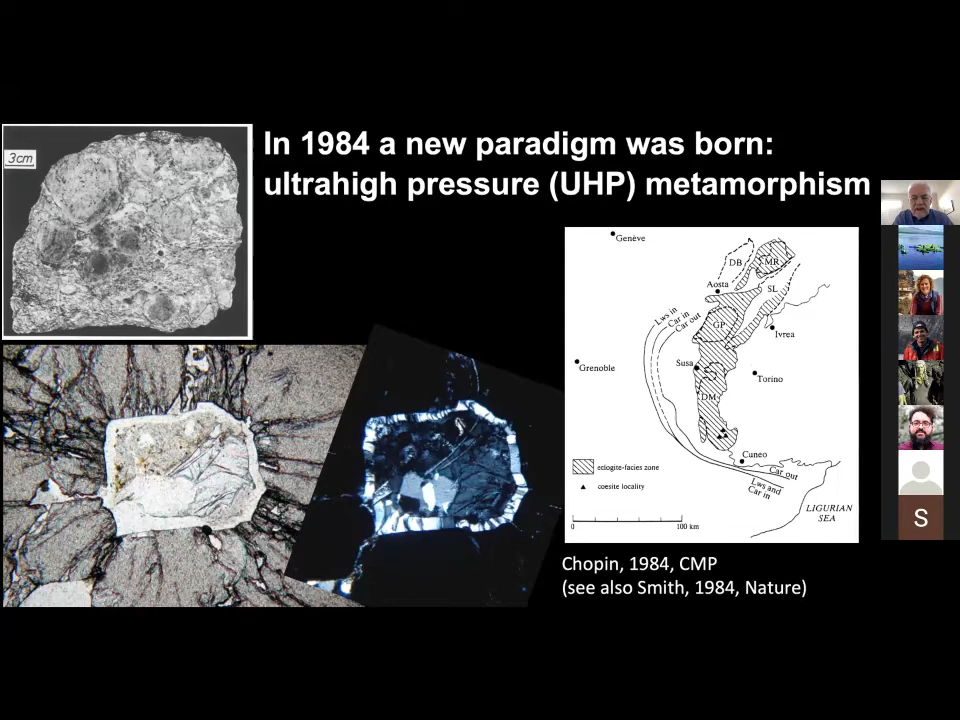 In 1984 a new paradigm was born:
ultrahigh pressure (UHP) metamorphism
3cm
Genève
DB
MR
Aosta
SL
Lws in
Car in
Car out
GP
Ivrea
Susa
Grenoble
Torino
DM
Cuneo
eclogite-facies zone
Car out
coesite locality
Lws and
Car in
LIGURIAN
SEA
0
100 km
Chopin, 1984, CMP
(see also Smith, 1984, Nature)
S